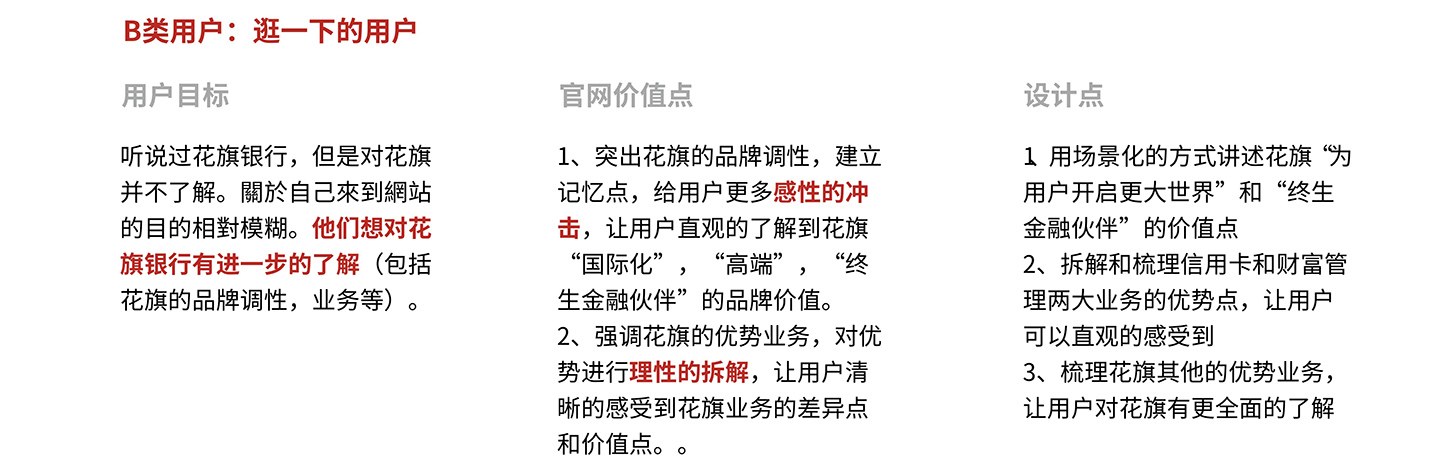 B类用户：逛一下的用户
用户目标
听说过花旗银行，但是对花旗
并不了解。關於自己來到網站
的目的相對模糊。他们想对花
旗银行有进一步的了解（包括
花旗的品牌调性，业务等）。
官网价值点
1、突出花旗的品牌调性，建立
记忆点，给用户更多感性的冲
击，让用户直观的了解到花旗
“国际化”，“高端”，“终
生金融伙伴”的品牌价值。
2、强调花旗的优势业务，对优
势进行理性的拆解，让用户清
晰的感受到花旗业务的差异点
和价值点。。
设计点
1、用场景化的方式讲述花旗“为
用户开启更大世界”和“终生
金融伙伴”的价值点
2、拆解和梳理信用卡和财富管
理两大业务的优势点，让用户
可以直观的感受到
3、梳理花旗其他的优势业务，
让用户对花旗有更全面的了解